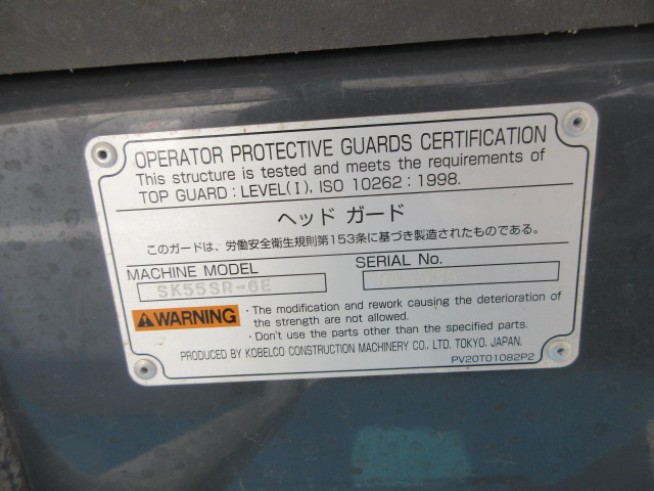 OPERATOR PROTECTIVE GUARDS CERTIFICATION
This structure is tested and meets the requirements of
TOP GUARD : LEVEL(I), ISO 10262 : 1998.
ヘッド ガード
このガードは、労働安全衛生規則第153条に基づき製造されたものである。
MACHINE MODEL
SK55SR-6E
SERIAL No.
WARNING
· The modification and rework causing the deterioration of
the strength are not allowed.
· Don't use the parts other than the specified parts.
PRODUCED BY KOBELCO CONSTRUCTION MACHINERY CO., LTD. TOKYO. JAPAN.
PV20T01082P2